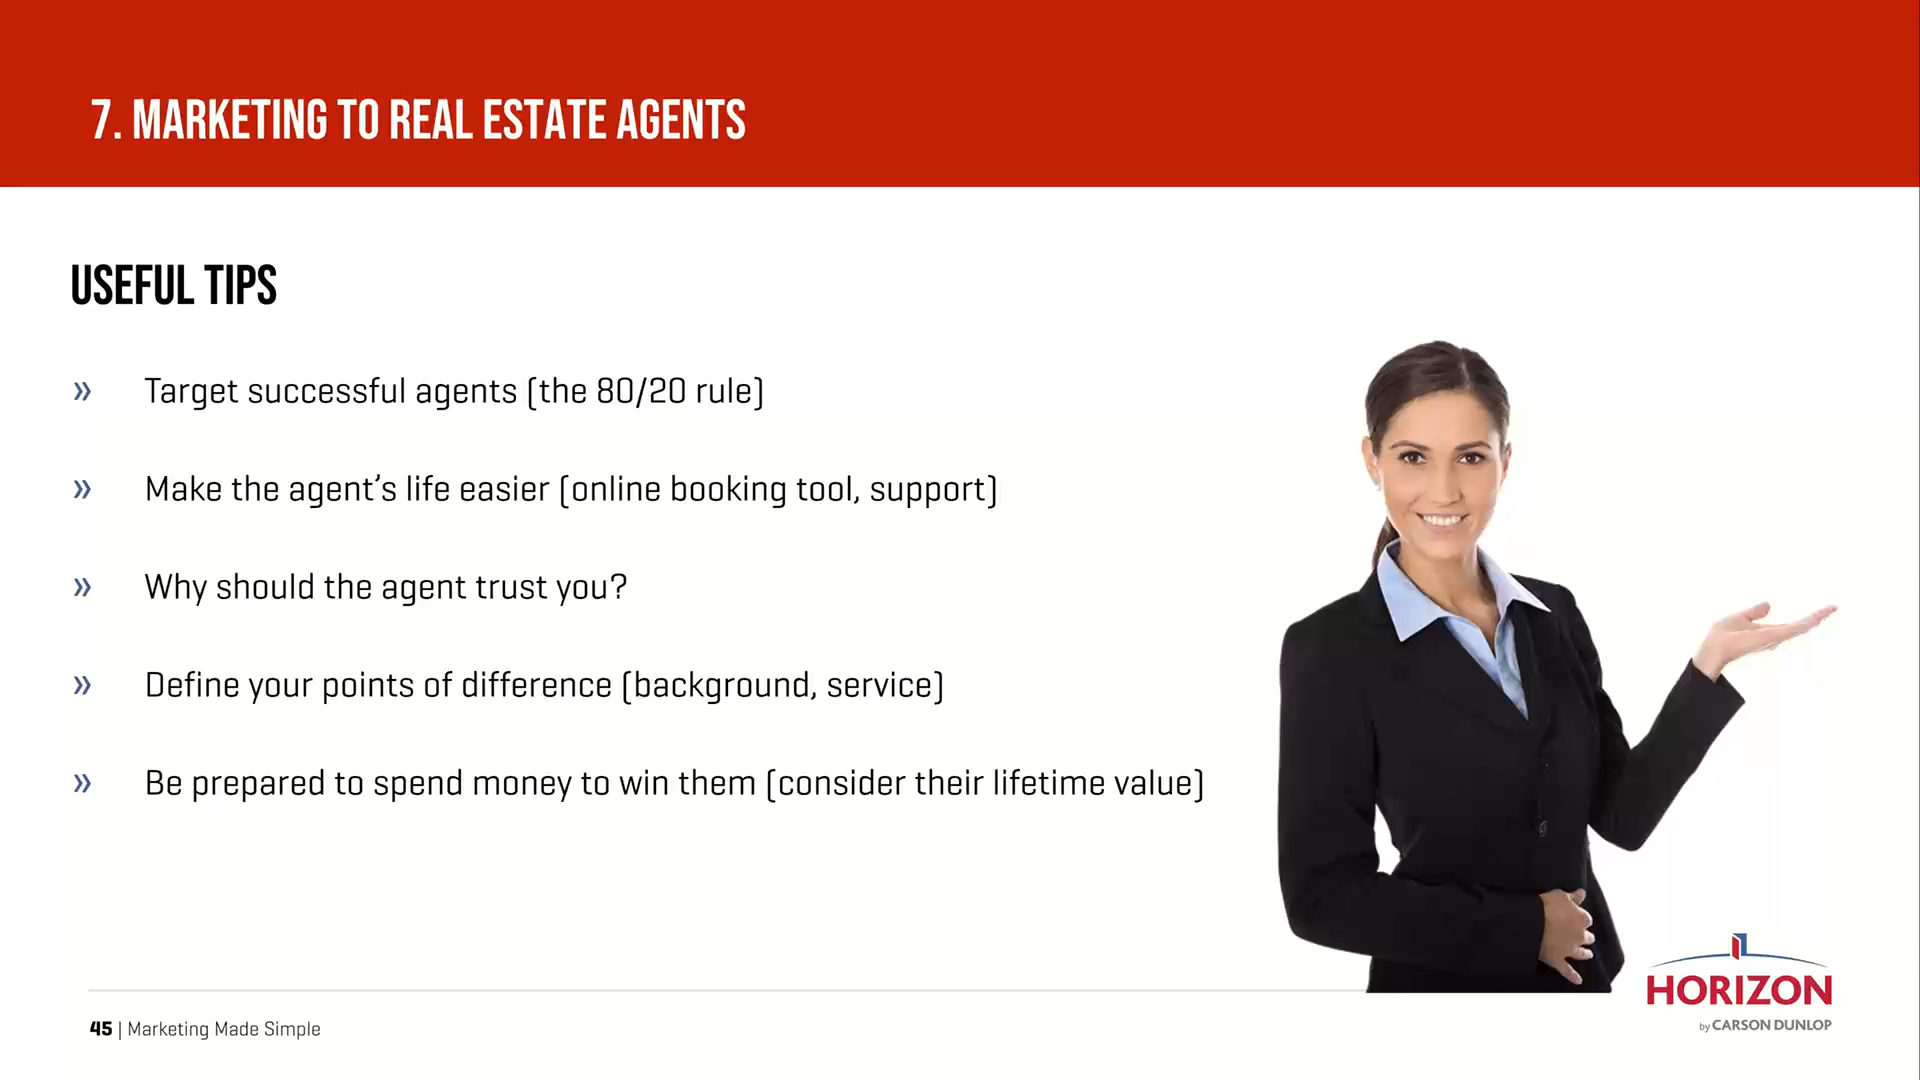 7. MARKETING TO REAL ESTATE AGENTS
USEFUL TIPS
» Target successful agents (the 80/20 rule)
» Make the agent’s life easier (online booking tool, support)
» Why should the agent trust you?
» Define your points of difference (background, service)
» Be prepared to spend money to win them (consider their lifetime value)
HORIZON
by CARSON DUNLOP
45 | Marketing Made Simple